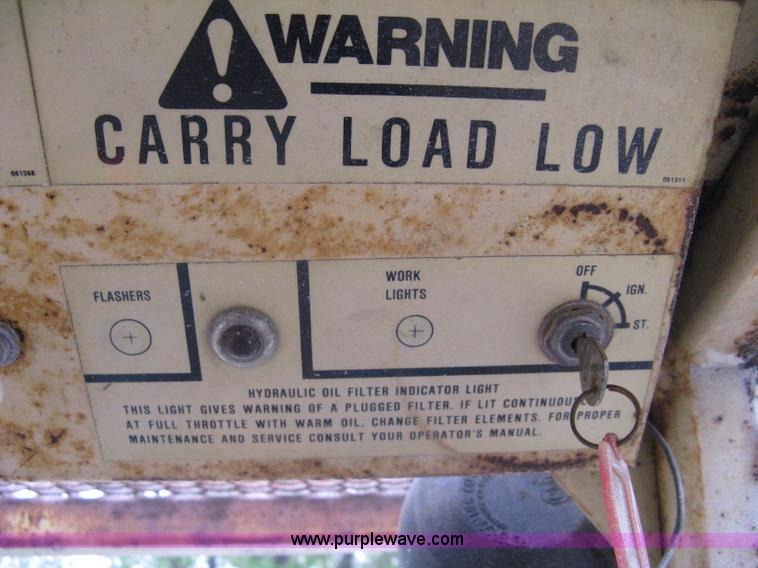 WARNING
CARRY LOAD LOW
061268
061311
FLASHERS
WORK
LIGHTS
OFF
IGN.
ST.
HYDRAULIC OIL FILTER INDICATOR LIGHT
THIS LIGHT GIVES WARNING OF A PLUGGED FILTER. IF LIT CONTINUOUSLY
AT FULL THROTTLE WITH WARM OIL, CHANGE FILTER ELEMENTS. FOR PROPER
MAINTENANCE AND SERVICE CONSULT YOUR OPERATOR'S MANUAL.
www.purplewave.com